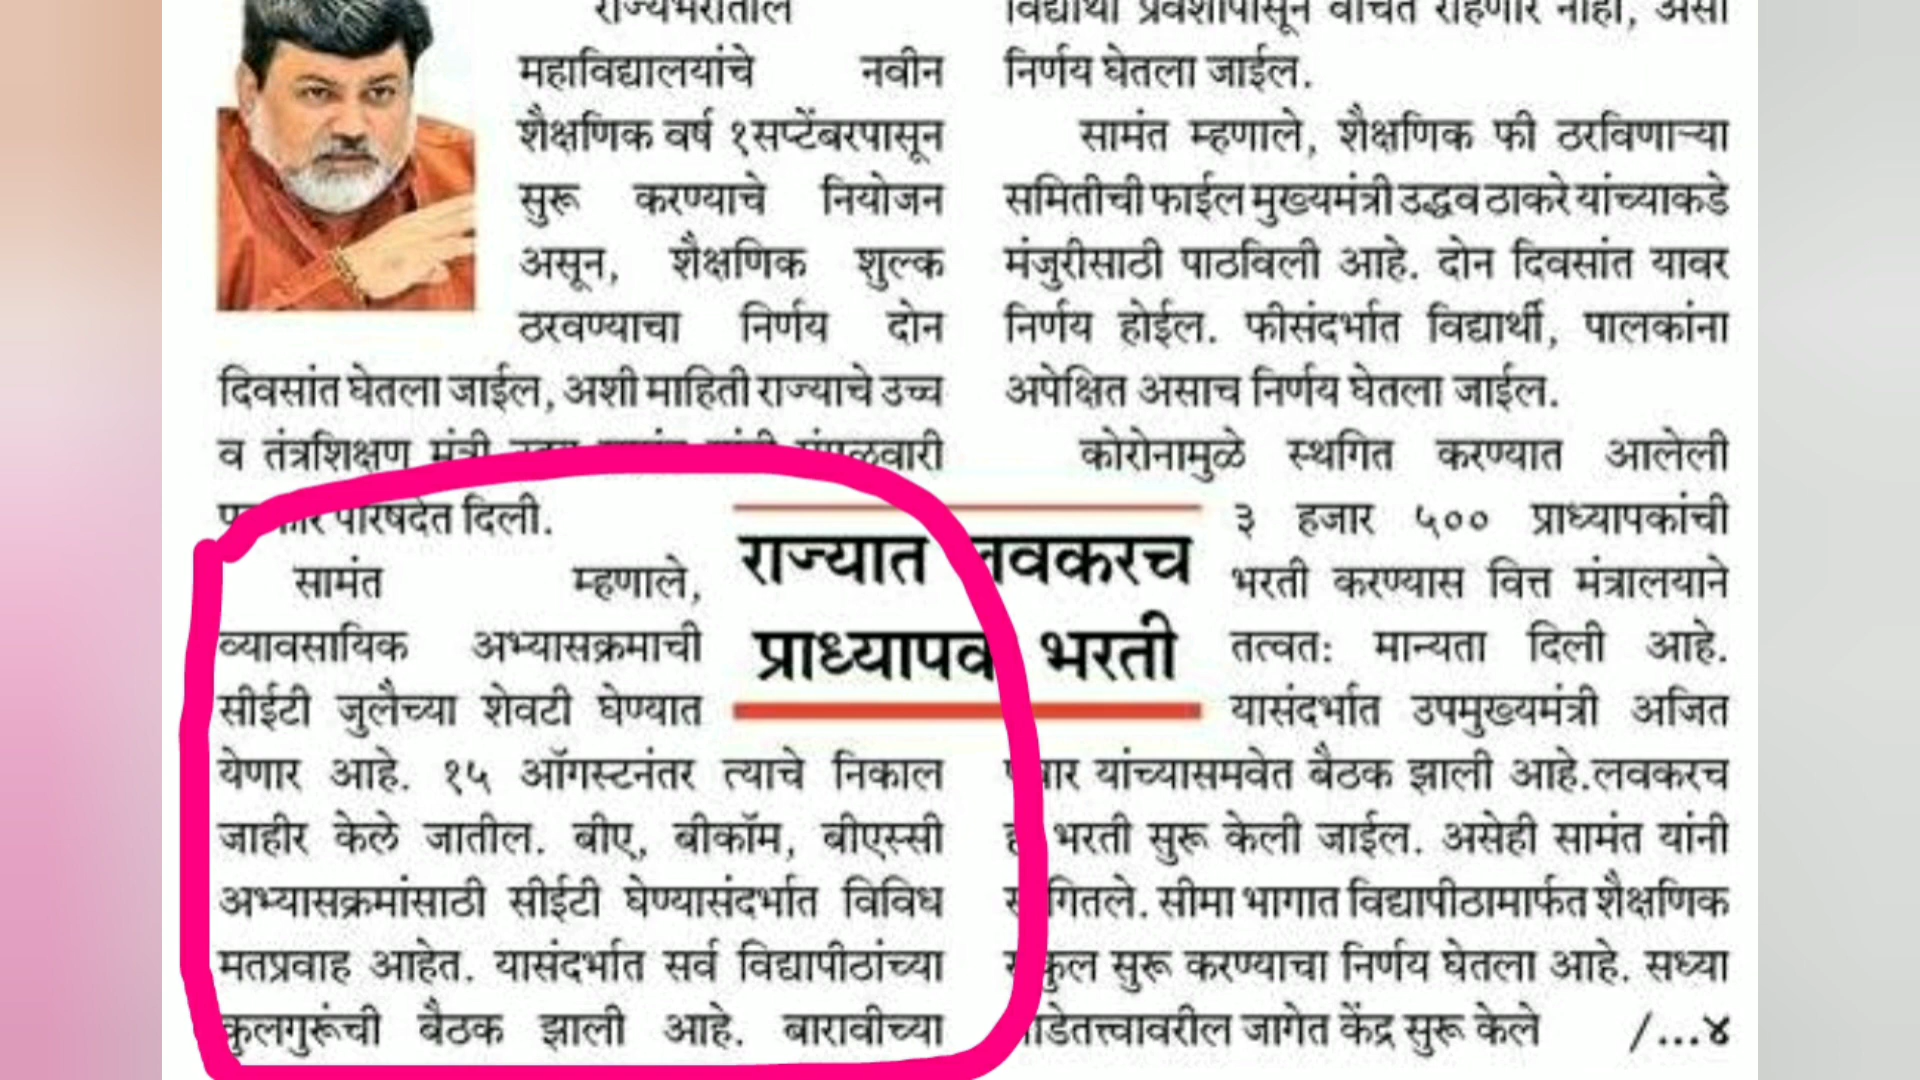 राज्यभरातील
महाविद्यालयांचे नवीन
शैक्षणिक वर्ष १सप्टेंबरपासून
सुरू करण्याचे नियोजन
असून, शैक्षणिक शुल्क
ठरवण्याचा निर्णय दोन
दिवसांत घेतला जाईल, अशी माहिती राज्याचे उच्च
व तंत्रशिक्षण मंत्री
परिषदेत दिली.
सामंत म्हणाले,
व्यावसायिक अभ्यासक्रमाची
सीईटी जुलैच्या शेवटी घेण्यात
येणार आहे. १५ ऑगस्टनंतर त्याचे निकाल
जाहीर केले जातील. बीए, बीकॉम, बीएस्सी
अभ्यासक्रमांसाठी सीईटी घेण्यासंदर्भात विविध
मतप्रवाह आहेत. यासंदर्भात सर्व विद्यापीठांच्या
कुलगुरूंची बैठक झाली आहे. बारावीच्या
राज्यात लवकरच
प्राध्यापक भरती
विद्यार्थी प्रवेशापासून वंचित राहणार नाही, असा
निर्णय घेतला जाईल.
सामंत म्हणाले, शैक्षणिक फी ठरविणाऱ्या
समितीची फाईल मुख्यमंत्री उद्धव ठाकरे यांच्याकडे
मंजुरीसाठी पाठविली आहे. दोन दिवसांत यावर
निर्णय होईल. फीसंदर्भात विद्यार्थी, पालकांना
अपेक्षित असाच निर्णय घेतला जाईल.
कोरोनामुळे स्थगित करण्यात आलेली
३ हजार ५०० प्राध्यापकांची
भरती करण्यास वित्त मंत्रालयाने
तत्वत: मान्यता दिली आहे.
यासंदर्भात उपमुख्यमंत्री अजित
यांच्यासमवेत बैठक झाली आहे.लवकरच
भरती सुरू केली जाईल. असेही सामंत यांनी
सीमा भागात विद्यापीठामार्फत शैक्षणिक
सुरू करण्याचा निर्णय घेतला आहे. सध्या
जागेत केंद्र सुरू केले /...४